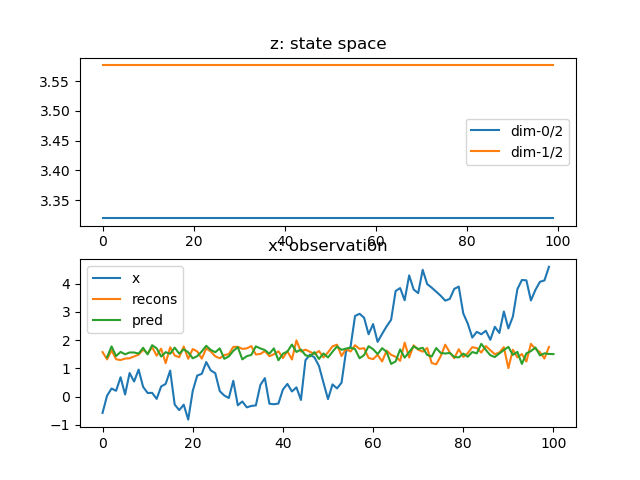 z: state space
3.55
3.50
3.45
3.40
3.35
dim-0/2
dim-1/2
0 20 40 60 80 100
x: observation
4
3
2
1
0
−1
x
recons
pred
0 20 40 60 80 100